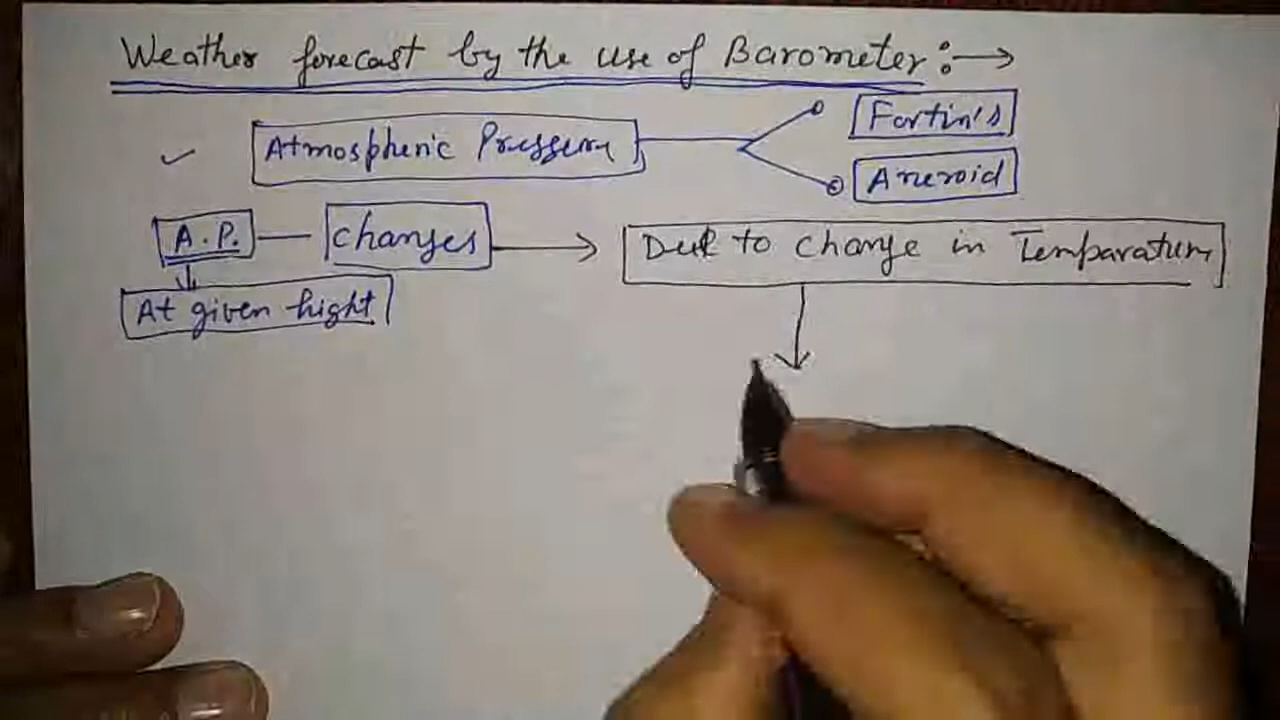 Weather forecast by the use of Barometer :→
Fortin's
Atmospheric Pressure
Aneroid
A.P. — changes → Due to change in Temparature
At given hight